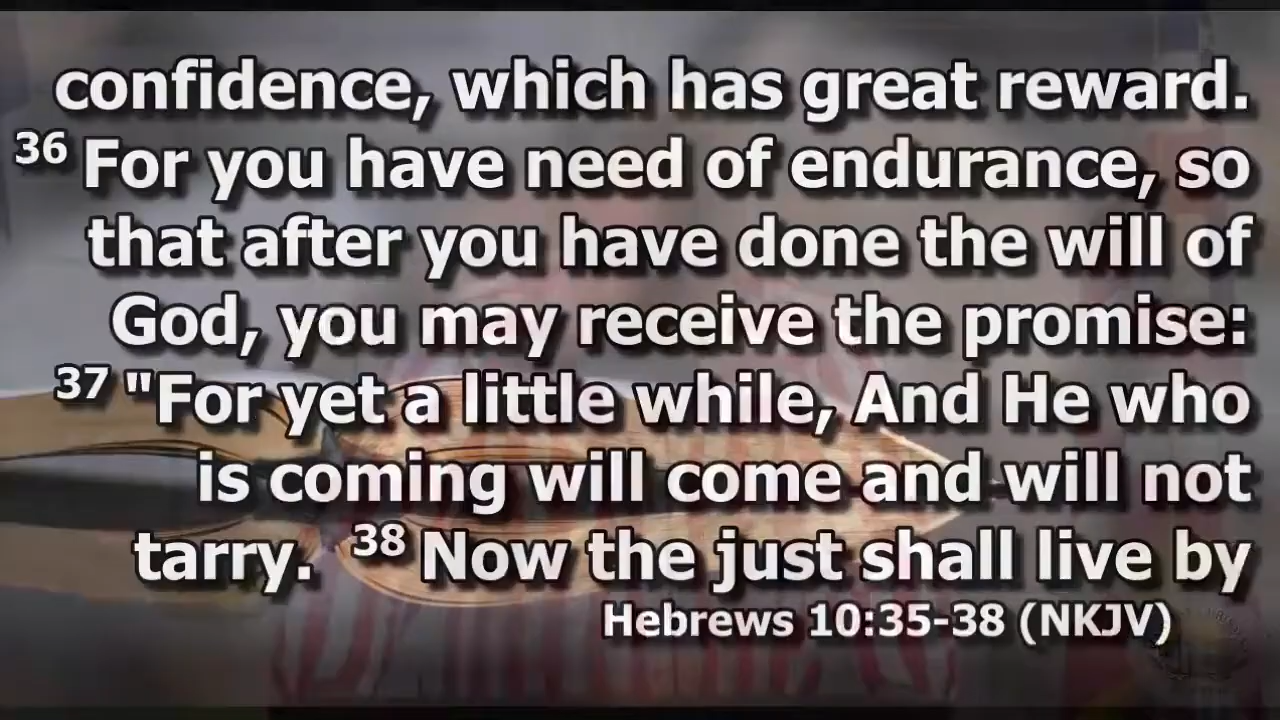 confidence, which has great reward.
36 For you have need of endurance, so
that after you have done the will of
God, you may receive the promise:
37 "For yet a little while, And He who
is coming will come and will not
tarry. 38 Now the just shall live by
Hebrews 10:35-38 (NKJV)